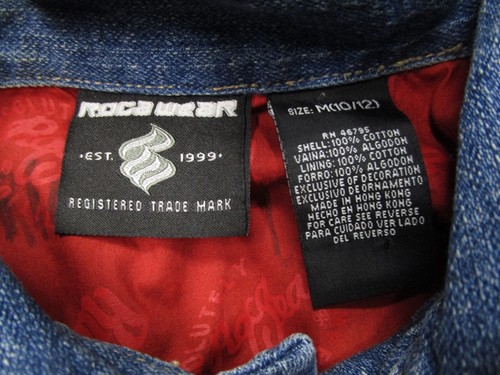 ROCA WEAR
·EST. 1999·
REGISTERED TRADE MARK
SIZE: M(10/12)
RN 46795
SHELL: 100% COTTON
VAINA: 100% ALGODON
LINING: 100% COTTON
FORRO: 100% ALGODON
EXCLUSIVE OF DECORATION
EXCLUSIVO DE ORNAMENTO
MADE IN HONG KONG
HECHO EN HONG KONG
FOR CARE SEE REVERSE
PARA CUIDADO VER LADO
DEL REVERSO